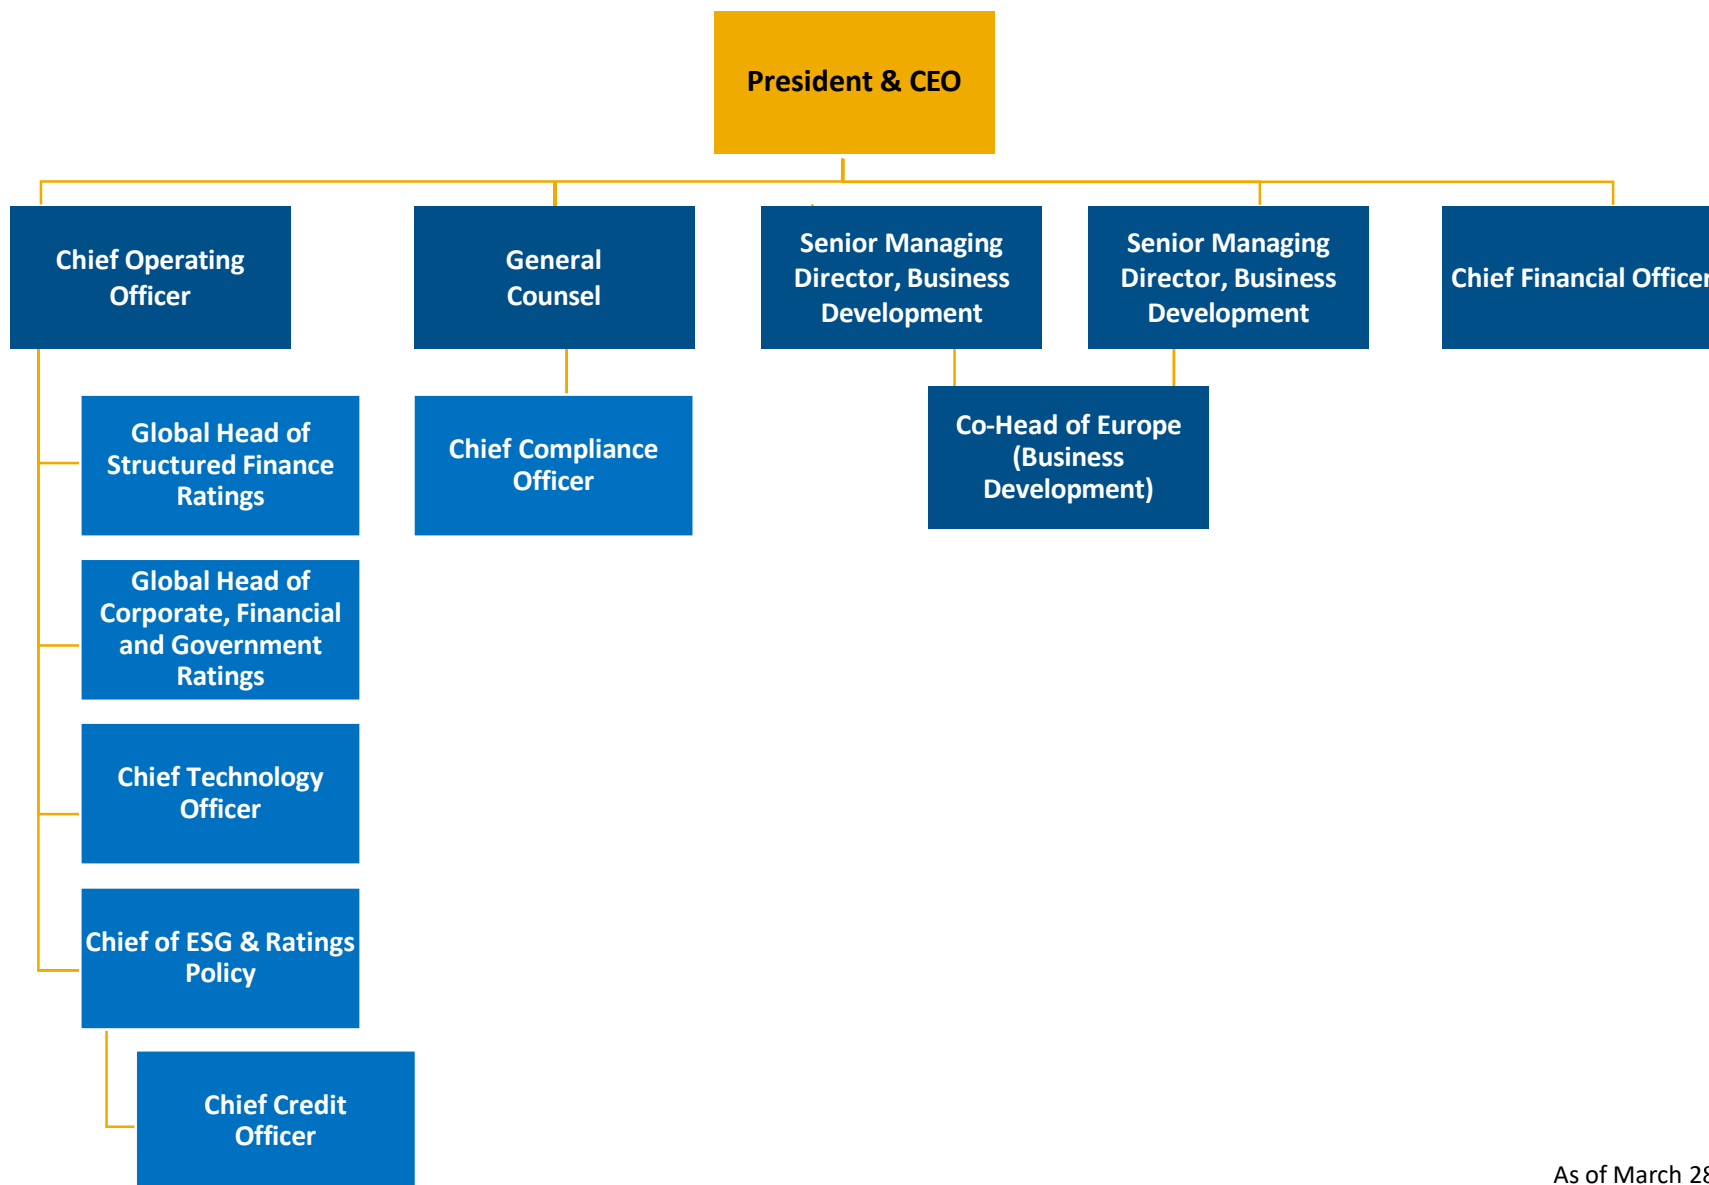 President & CEO
Chief Operating
Officer
General
Counsel
Senior Managing
Director, Business
Development
Senior Managing
Director, Business
Development
Chief Financial Officer
Global Head of
Structured Finance
Ratings
Chief Compliance
Officer
Co-Head of Europe
(Business
Development)
Global Head of
Corporate, Financial
and Government
Ratings
Chief Technology
Officer
Chief of ESG & Ratings
Policy
Chief Credit
Officer
As of March 28